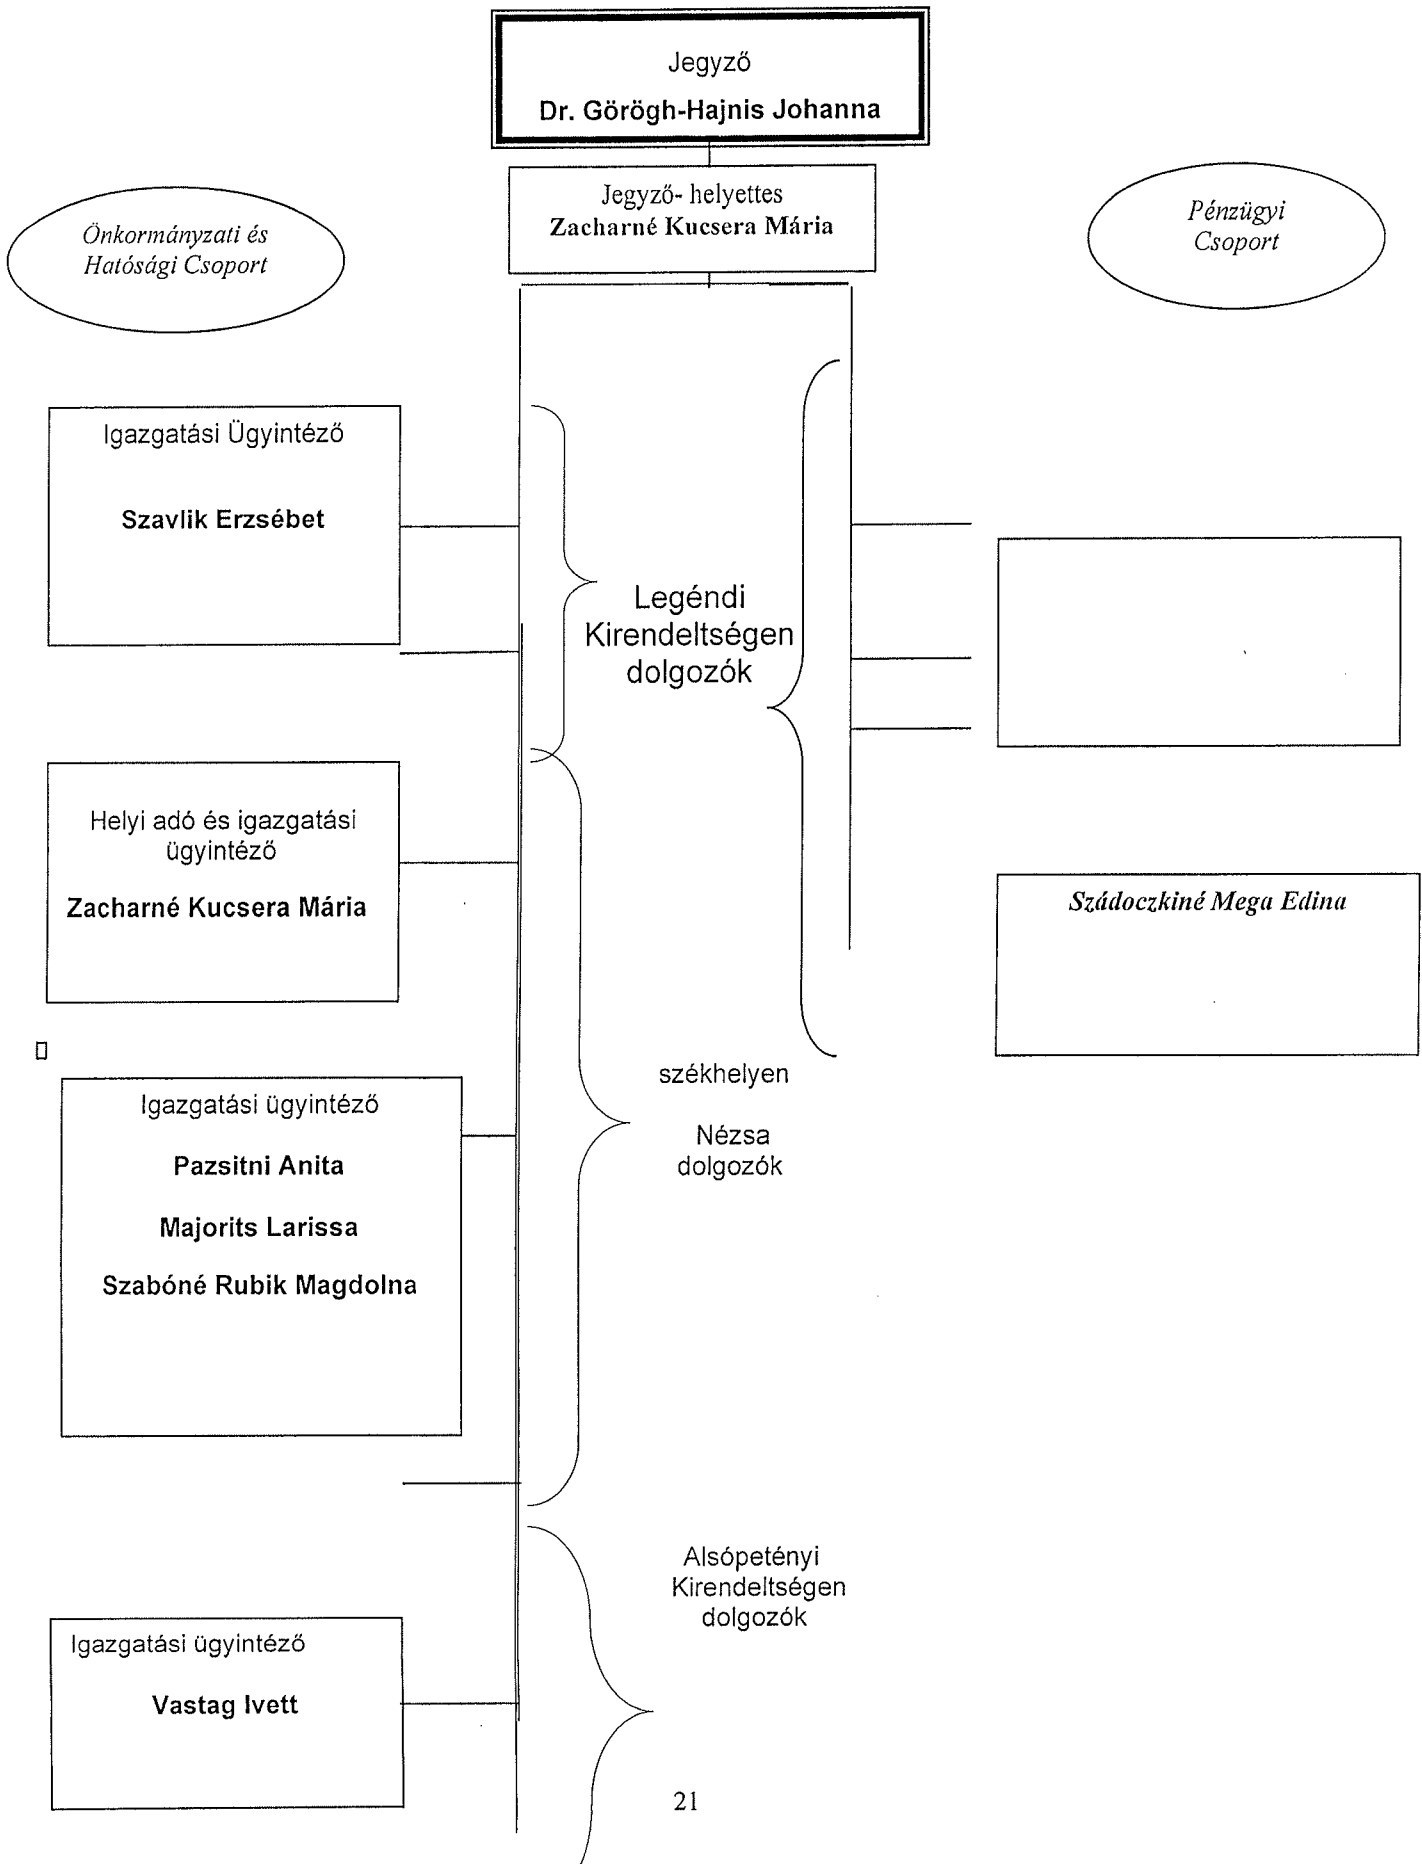 Jegyző
Dr. Görögh-Hajnis Johanna
Jegyző- helyettes
Zacharné Kucsera Mária
Önkormányzati és
Hatósági Csoport
Pénzügyi
Csoport
Igazgatási Ügyintéző
Szavlik Erzsébet
Legéndi
Kirendeltségen
dolgozók
Helyi adó és igazgatási
ügyintéző
Zacharné Kucsera Mária
Szádoczkiné Mega Edina
székhelyen
Nézsa
dolgozók
Igazgatási ügyintéző
Pazsitni Anita
Majorits Larissa
Szabóné Rubik Magdolna
Alsópetényi
Kirendeltségen
dolgozók
Igazgatási ügyintéző
Vastag Ivett
21